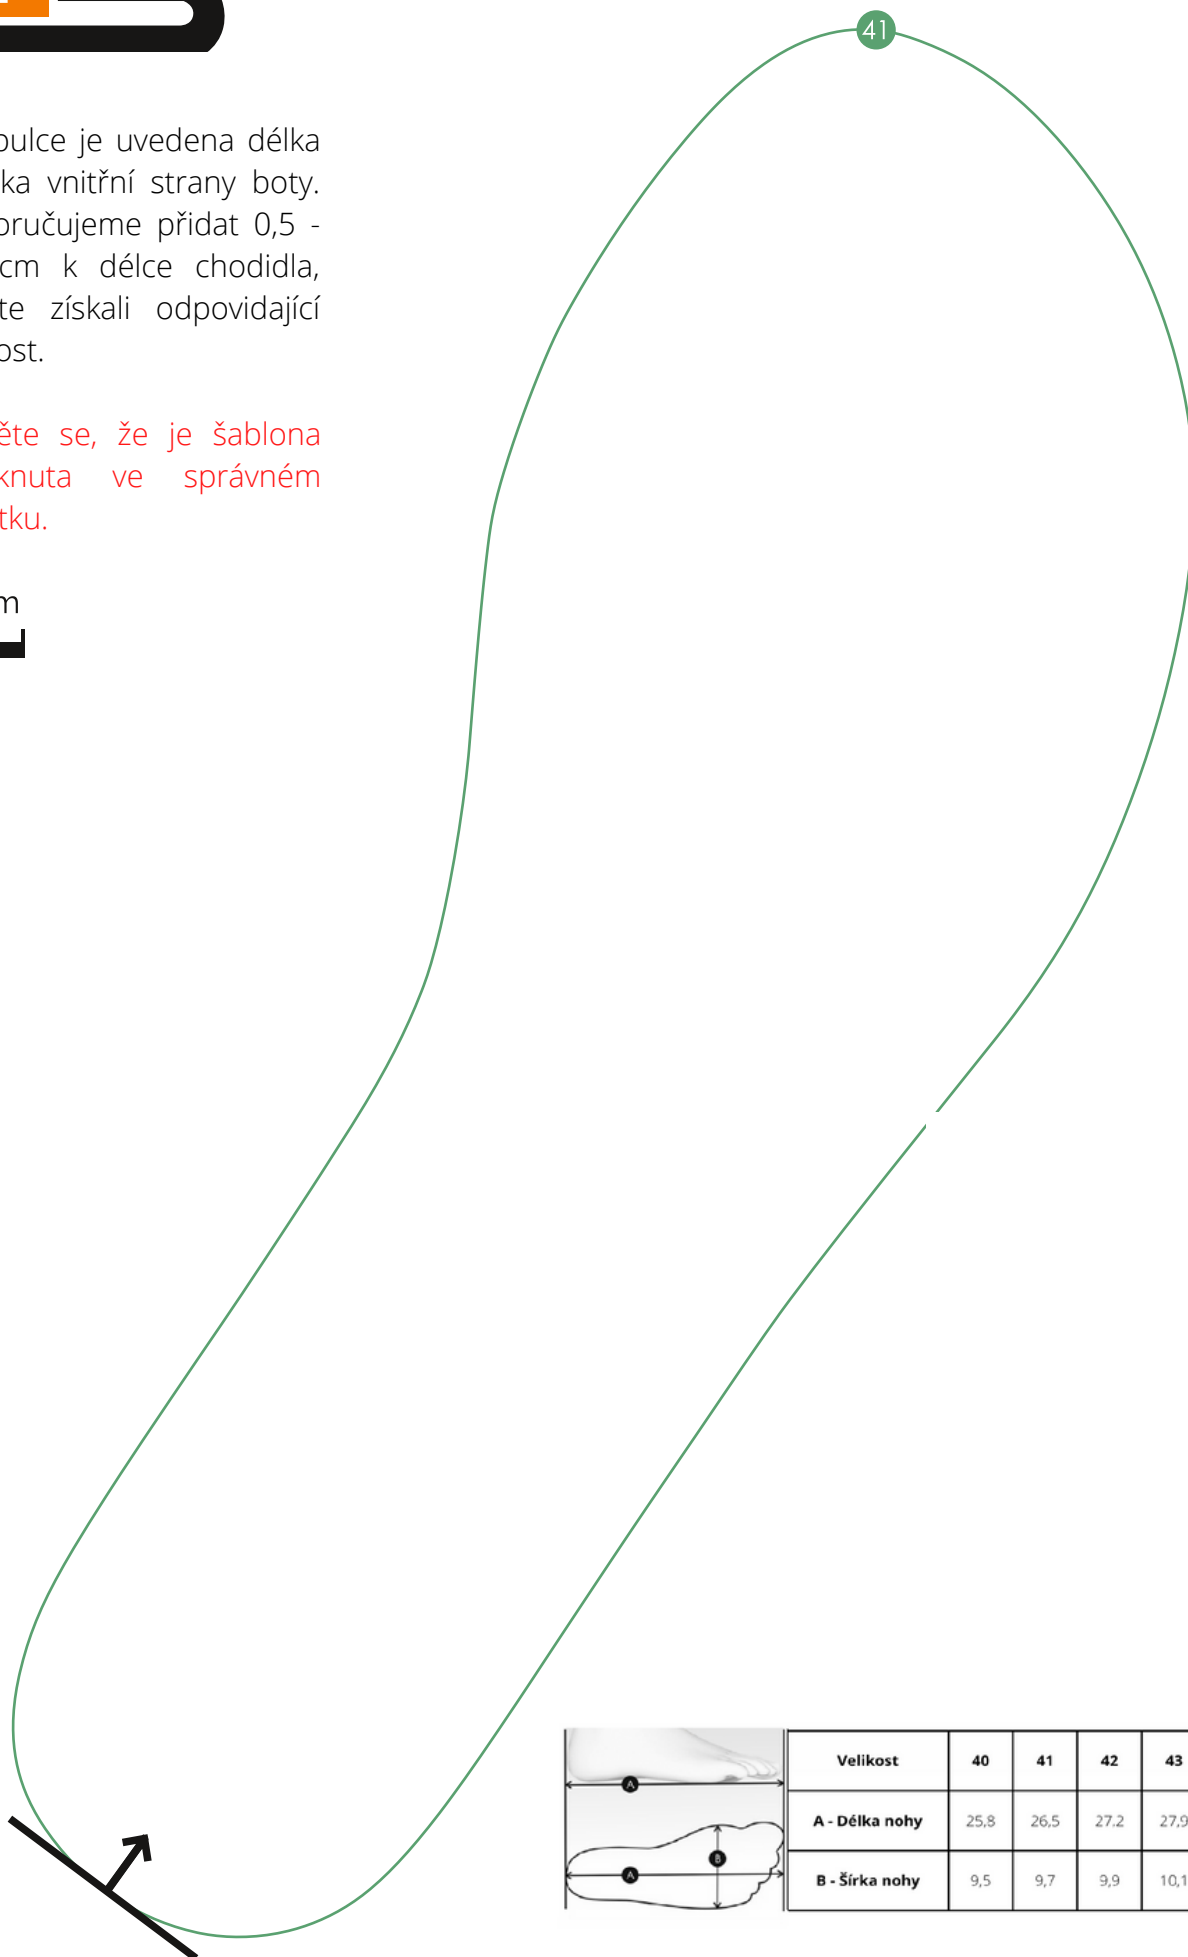 41
bulce je uvedena délka
ka vnitřní strany boty.
oručujeme přidat 0,5 -
cm k délce chodidla,
te získali odpovídající
ost.
ěte se, že je šablona
knuta ve správném
tku.
m
Velikost 40 41 42 43
A - Délka nohy 25,8 26,5 27.2 27,9
B - Šírka nohy 9,5 9,7 9,9 10,1
A
B
A